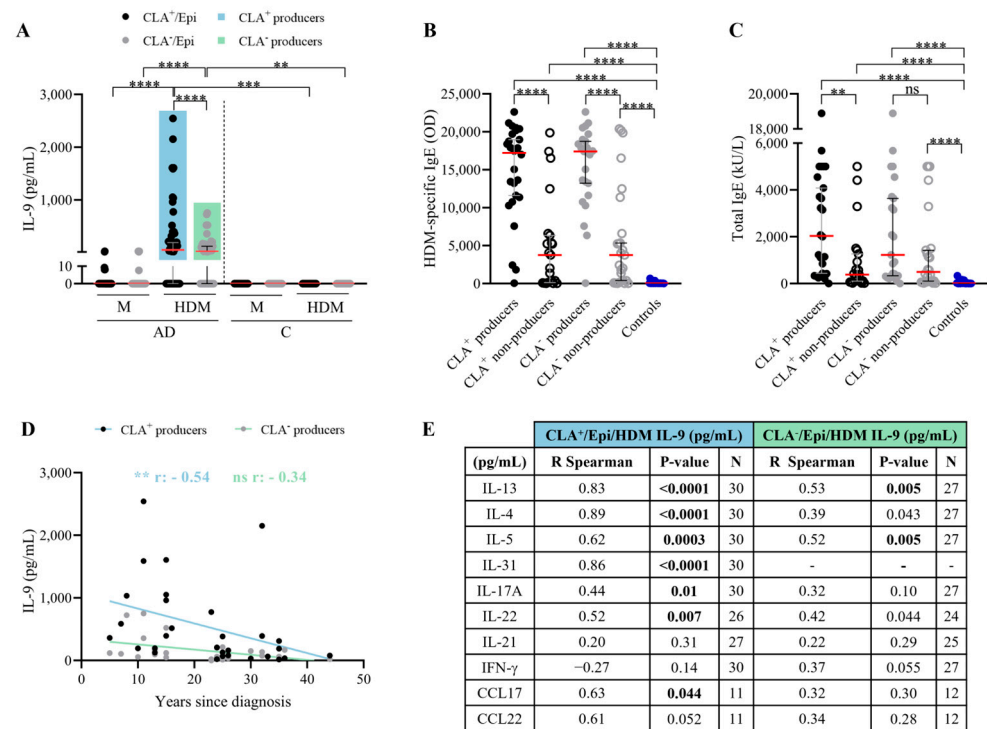 A
CLA⁺/Epi CLA⁺ producers
CLA⁻/Epi CLA⁻ producers
**** **
**** ***
****
IL-9 (pg/mL)
3,000
2,000
1,000
10
0
M HDM M HDM
AD C
B
****
****
****
**** **** ****
HDM-specific IgE (OD)
25,000
20,000
15,000
10,000
5,000
0
CLA⁺ producers
CLA⁺ non-producers
CLA⁻ producers
CLA⁻ non-producers
Controls
C
****
****
****
** ns ****
Total IgE (kU/L)
20,000
18,000
6,000
4,000
2,000
0
CLA⁺ producers
CLA⁺ non-producers
CLA⁻ producers
CLA⁻ non-producers
Controls
D
CLA⁺ producers CLA⁻ producers
** r: - 0.54 ns r: - 0.34
IL-9 (pg/mL)
3,000
2,000
1,000
0
0 10 20 30 40 50
Years since diagnosis
E
CLA⁺/Epi/HDM IL-9 (pg/mL) CLA⁻/Epi/HDM IL-9 (pg/mL)
(pg/mL) R Spearman P-value N R Spearman P-value N
IL-13 0.83 <0.0001 30 0.53 0.005 27
IL-4 0.89 <0.0001 30 0.39 0.043 27
IL-5 0.62 0.0003 30 0.52 0.005 27
IL-31 0.86 <0.0001 30 - - -
IL-17A 0.44 0.01 30 0.32 0.10 27
IL-22 0.52 0.007 26 0.42 0.044 24
IL-21 0.20 0.31 27 0.22 0.29 25
IFN-γ −0.27 0.14 30 0.37 0.055 27
CCL17 0.63 0.044 11 0.32 0.30 12
CCL22 0.61 0.052 11 0.34 0.28 12